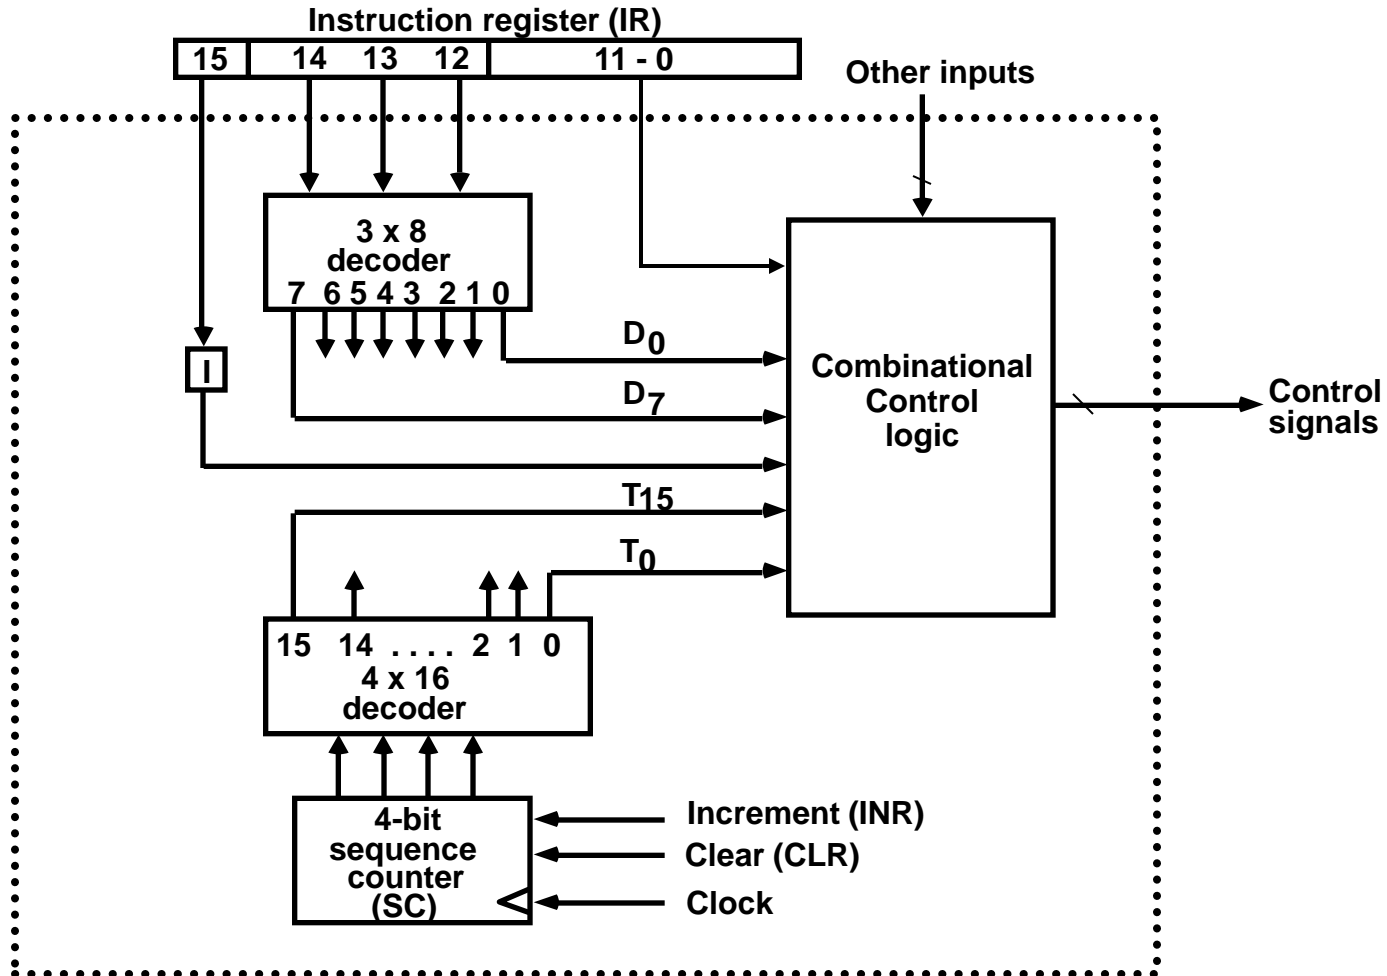 Instruction register (IR)
15 14 13 12 11 - 0
Other inputs
3 x 8
decoder
7 6 5 4 3 2 1 0
D0
I
D7
Combinational
Control
logic
Control
signals
T15
T0
15 14 . . . . 2 1 0
4 x 16
decoder
4-bit
sequence
counter
(SC)
Increment (INR)
Clear (CLR)
Clock